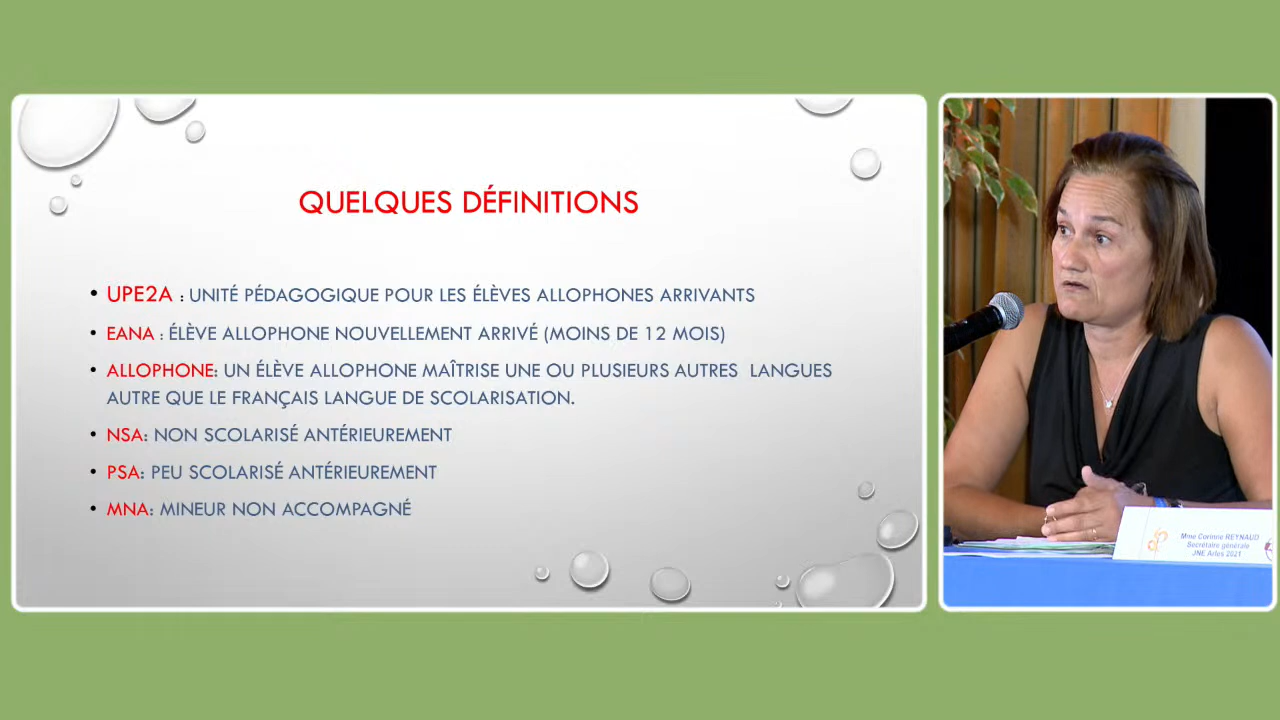 QUELQUES DÉFINITIONS
• UPE2A : UNITÉ PÉDAGOGIQUE POUR LES ÉLÈVES ALLOPHONES ARRIVANTS
• EANA : ÉLÈVE ALLOPHONE NOUVELLEMENT ARRIVÉ (MOINS DE 12 MOIS)
• ALLOPHONE: UN ÉLÈVE ALLOPHONE MAÎTRISE UNE OU PLUSIEURS AUTRES LANGUES
AUTRE QUE LE FRANÇAIS LANGUE DE SCOLARISATION.
• NSA: NON SCOLARISÉ ANTÉRIEUREMENT
• PSA: PEU SCOLARISÉ ANTÉRIEUREMENT
• MNA: MINEUR NON ACCOMPAGNÉ
Mme Corinne REYNAUD
Secrétaire générale
JNE Arles 2021